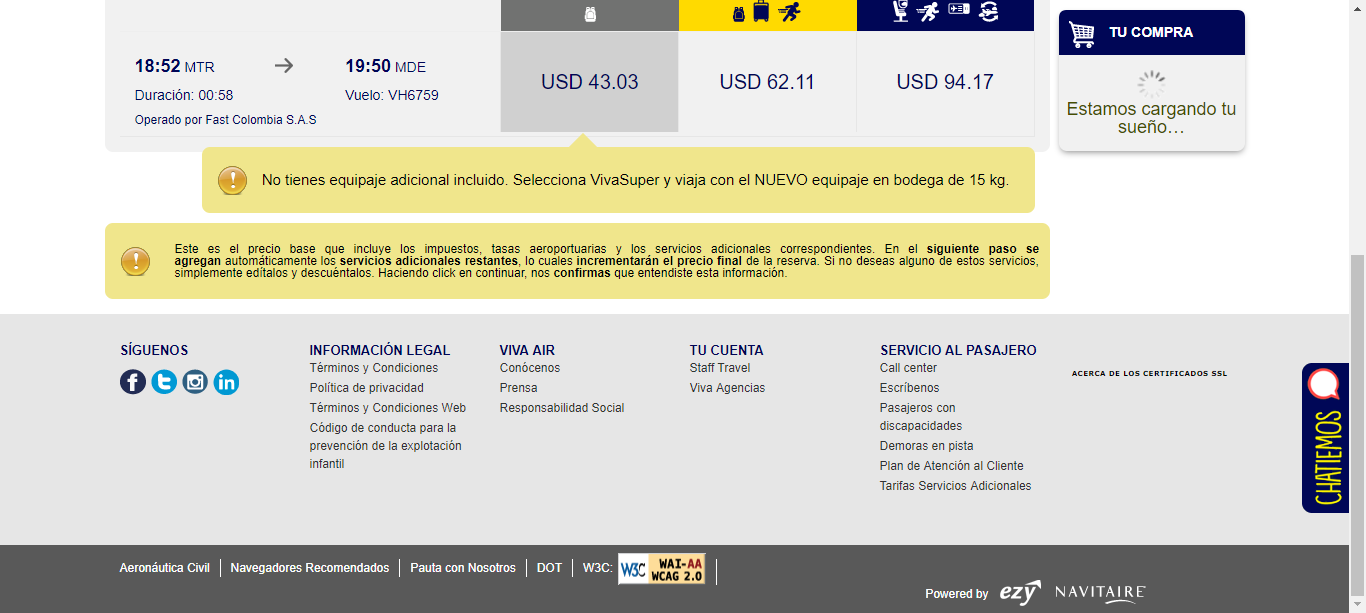 18:52 MTR
19:50 MDE
Duración: 00:58
Vuelo: VH6759
Operado por Fast Colombia S.A.S
USD 43.03
USD 62.11
USD 94.17
TU COMPRA
Estamos cargando tu
sueño…
No tienes equipaje adicional incluido. Selecciona VivaSuper y viaja con el NUEVO equipaje en bodega de 15 kg.
Este es el precio base que incluye los impuestos, tasas aeroportuarias y los servicios adicionales correspondientes. En el siguiente paso se
agregan automáticamente los servicios adicionales restantes, lo cuales incrementarán el precio final de la reserva. Si no deseas alguno de estos servicios,
simplemente edítalos y descuéntalos. Haciendo click en continuar, nos confirmas que entendiste esta información.
SÍGUENOS
INFORMACIÓN LEGAL
Términos y Condiciones
Política de privacidad
Términos y Condiciones Web
Código de conducta para la
prevención de la explotación
infantil
VIVA AIR
Conócenos
Prensa
Responsabilidad Social
TU CUENTA
Staff Travel
Viva Agencias
SERVICIO AL PASAJERO
Call center
Escríbenos
Pasajeros con
discapacidades
Demoras en pista
Plan de Atención al Cliente
Tarifas Servicios Adicionales
ACERCA DE LOS CERTIFICADOS SSL
CHATIEMOS
Aeronáutica Civil
Navegadores Recomendados
Pauta con Nosotros
DOT
W3C:
W3C WAI-AA
WCAG 2.0
Powered by ezy NAVITAIRE